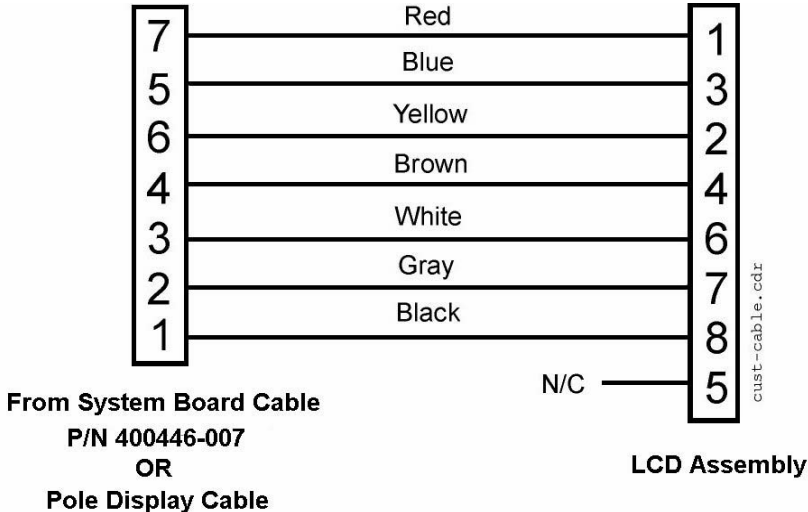 7 Red 1
5 Blue 3
6 Yellow 2
4 Brown 4
3 White 6
2 Gray 7
1 Black 8
N/C 5
cust-cable.cdr
From System Board Cable
P/N 400446-007
OR
Pole Display Cable
LCD Assembly